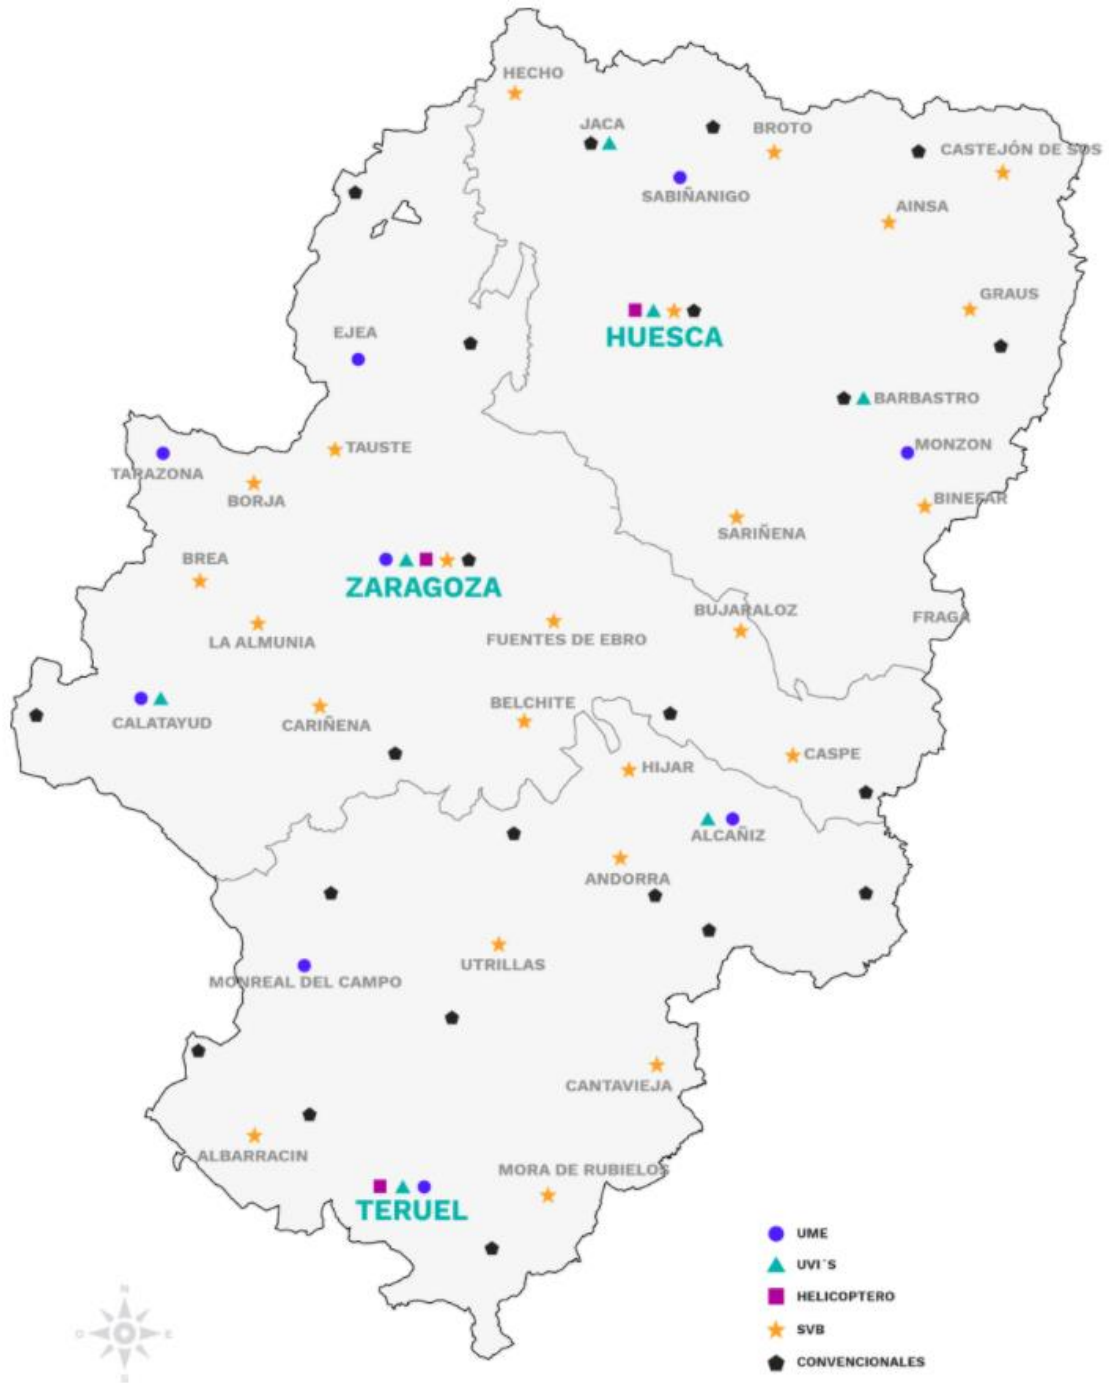 HECHO
JACA
BROTO
CASTEJÓN DE SOS
SABIÑANIGO
AINSA
GRAUS
EJEA
HUESCA
BARBASTRO
TAUSTE
MONZON
TARAZONA
BORJA
BINEFAR
SARIÑENA
BREA
ZARAGOZA
BUJARALOZ
FRAGA
LA ALMUNIA
FUENTES DE EBRO
BELCHITE
CALATAYUD
CARIÑENA
CASPE
HIJAR
ALCAÑIZ
ANDORRA
UTRILLAS
MONREAL DEL CAMPO
CANTAVIEJA
ALBARRACIN
MORA DE RUBIELOS
TERUEL
UME
UVI´S
HELICOPTERO
SVB
CONVENCIONALES
N
O
E
S